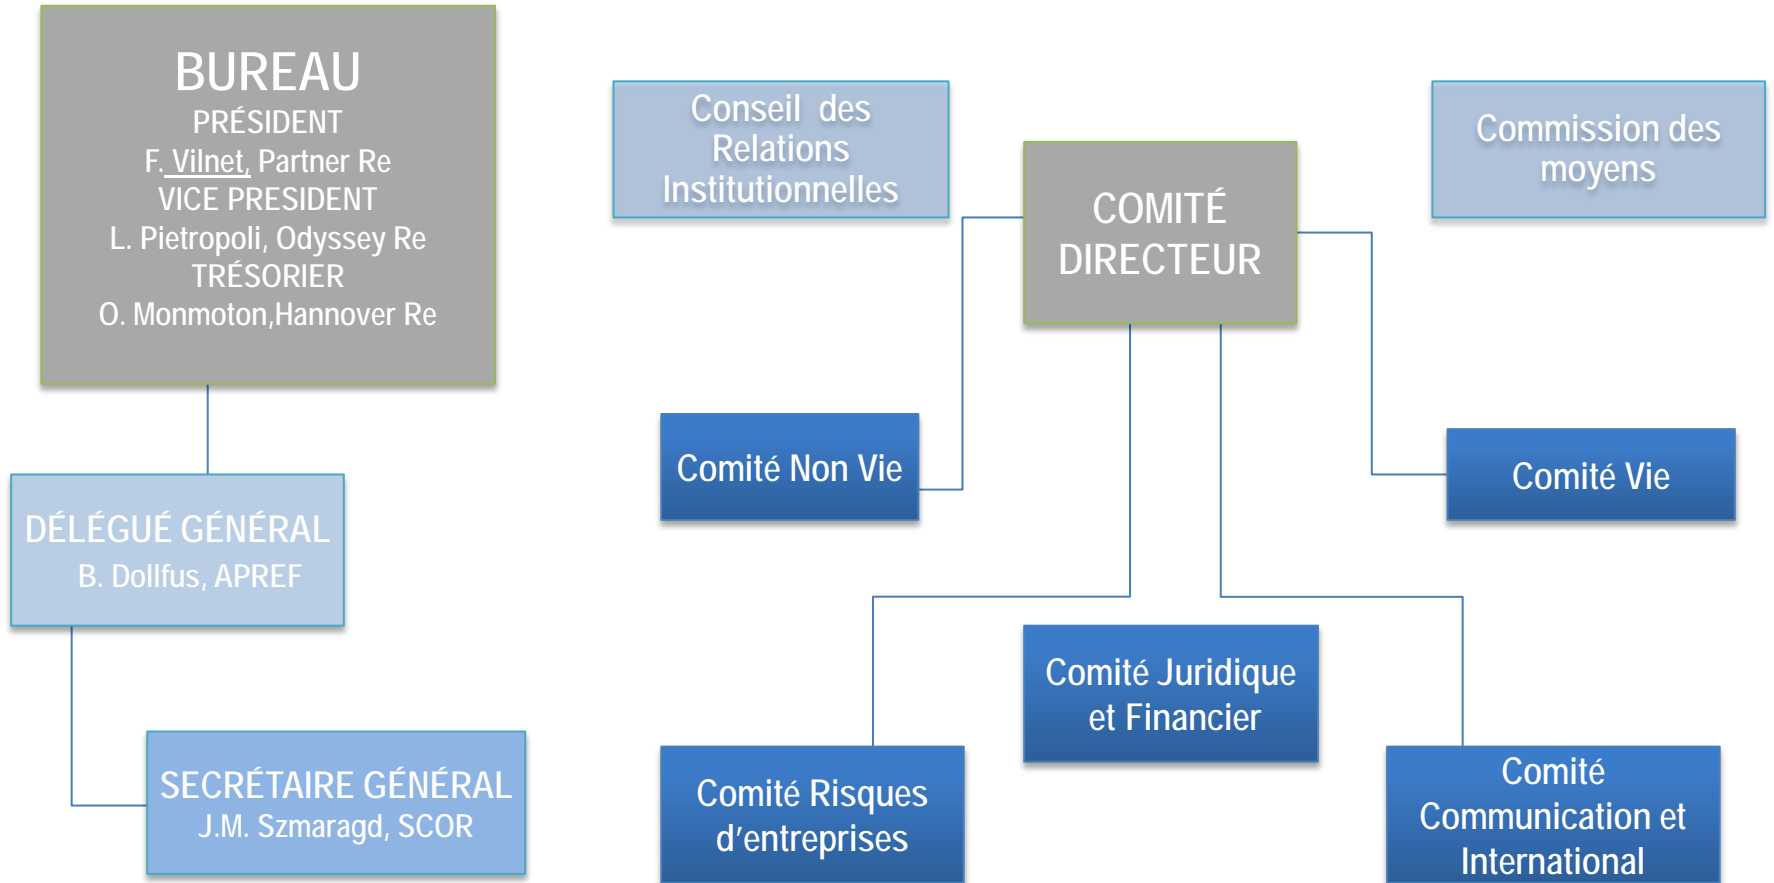 BUREAU
PRÉSIDENT
F. Vilnet, Partner Re
VICE PRESIDENT
L. Pietropoli, Odyssey Re
TRÉSORIER
O. Monmoton,Hannover Re
DÉLÉGUÉ GÉNÉRAL
B. Dollfus, APREF
SECRÉTAIRE GÉNÉRAL
J.M. Szmaragd, SCOR
Conseil des
Relations
Institutionnelles
COMITÉ
DIRECTEUR
Commission des
moyens
Comité Non Vie
Comité Vie
Comité Juridique
et Financier
Comité Risques
d’entreprises
Comité
Communication et
International